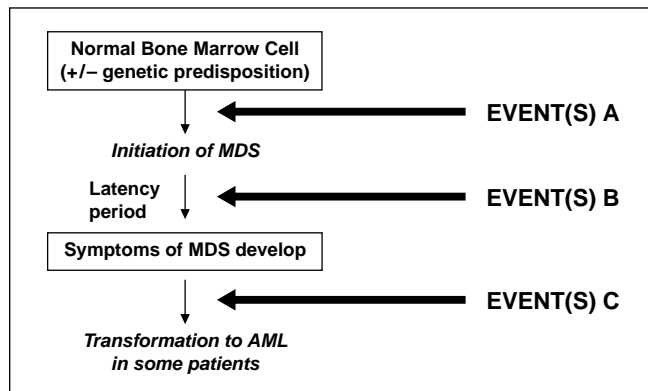 Normal Bone Marrow Cell
(+/– genetic predisposition)
EVENT(S) A
Initiation of MDS
Latency
period
EVENT(S) B
Symptoms of MDS develop
EVENT(S) C
Transformation to AML
in some patients